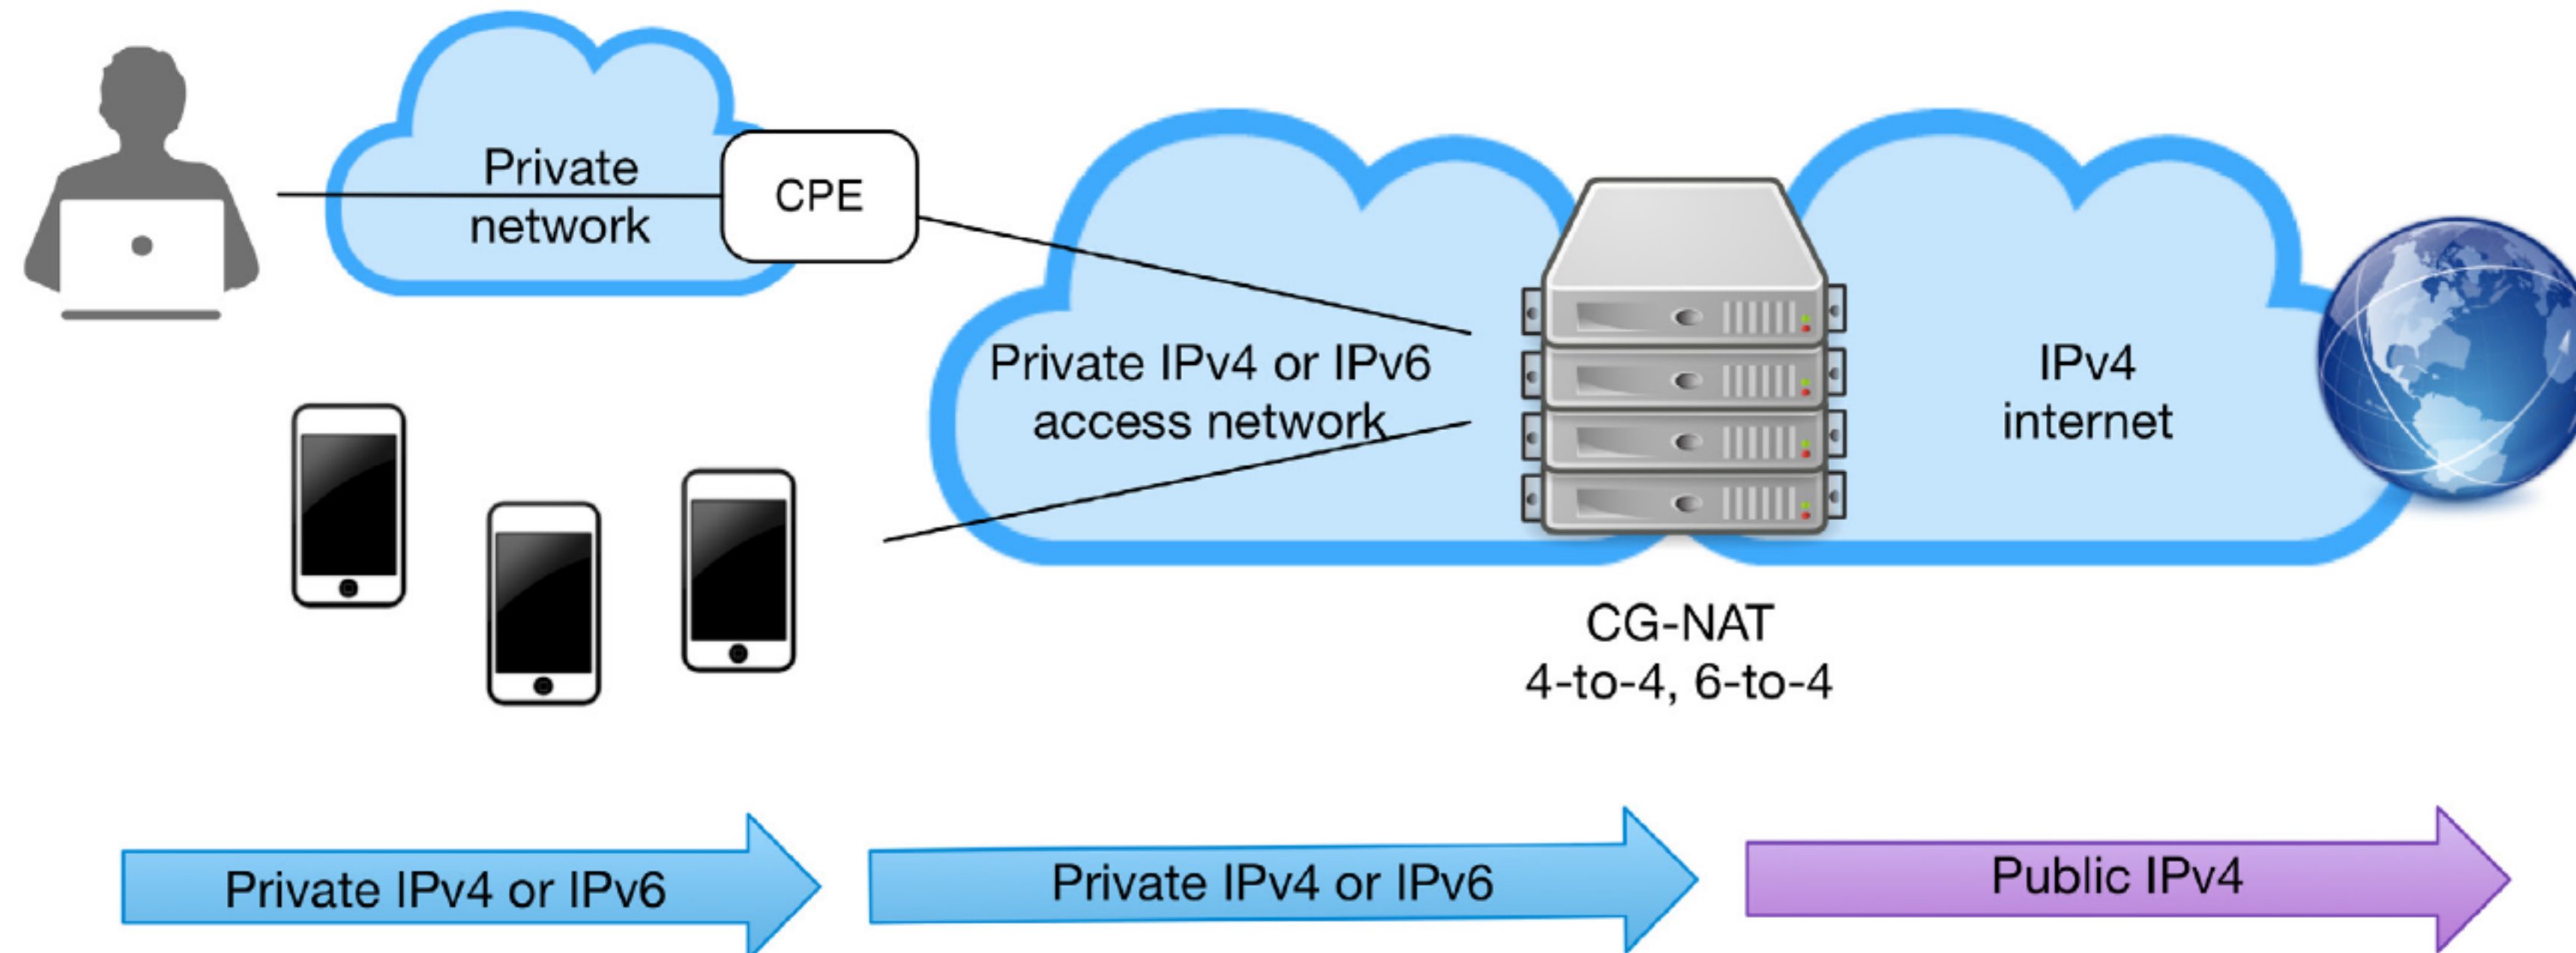 Private
network
CPE
Private IPv4 or IPv6
access network
IPv4
internet
CG-NAT
4-to-4, 6-to-4
Private IPv4 or IPv6
Private IPv4 or IPv6
Public IPv4